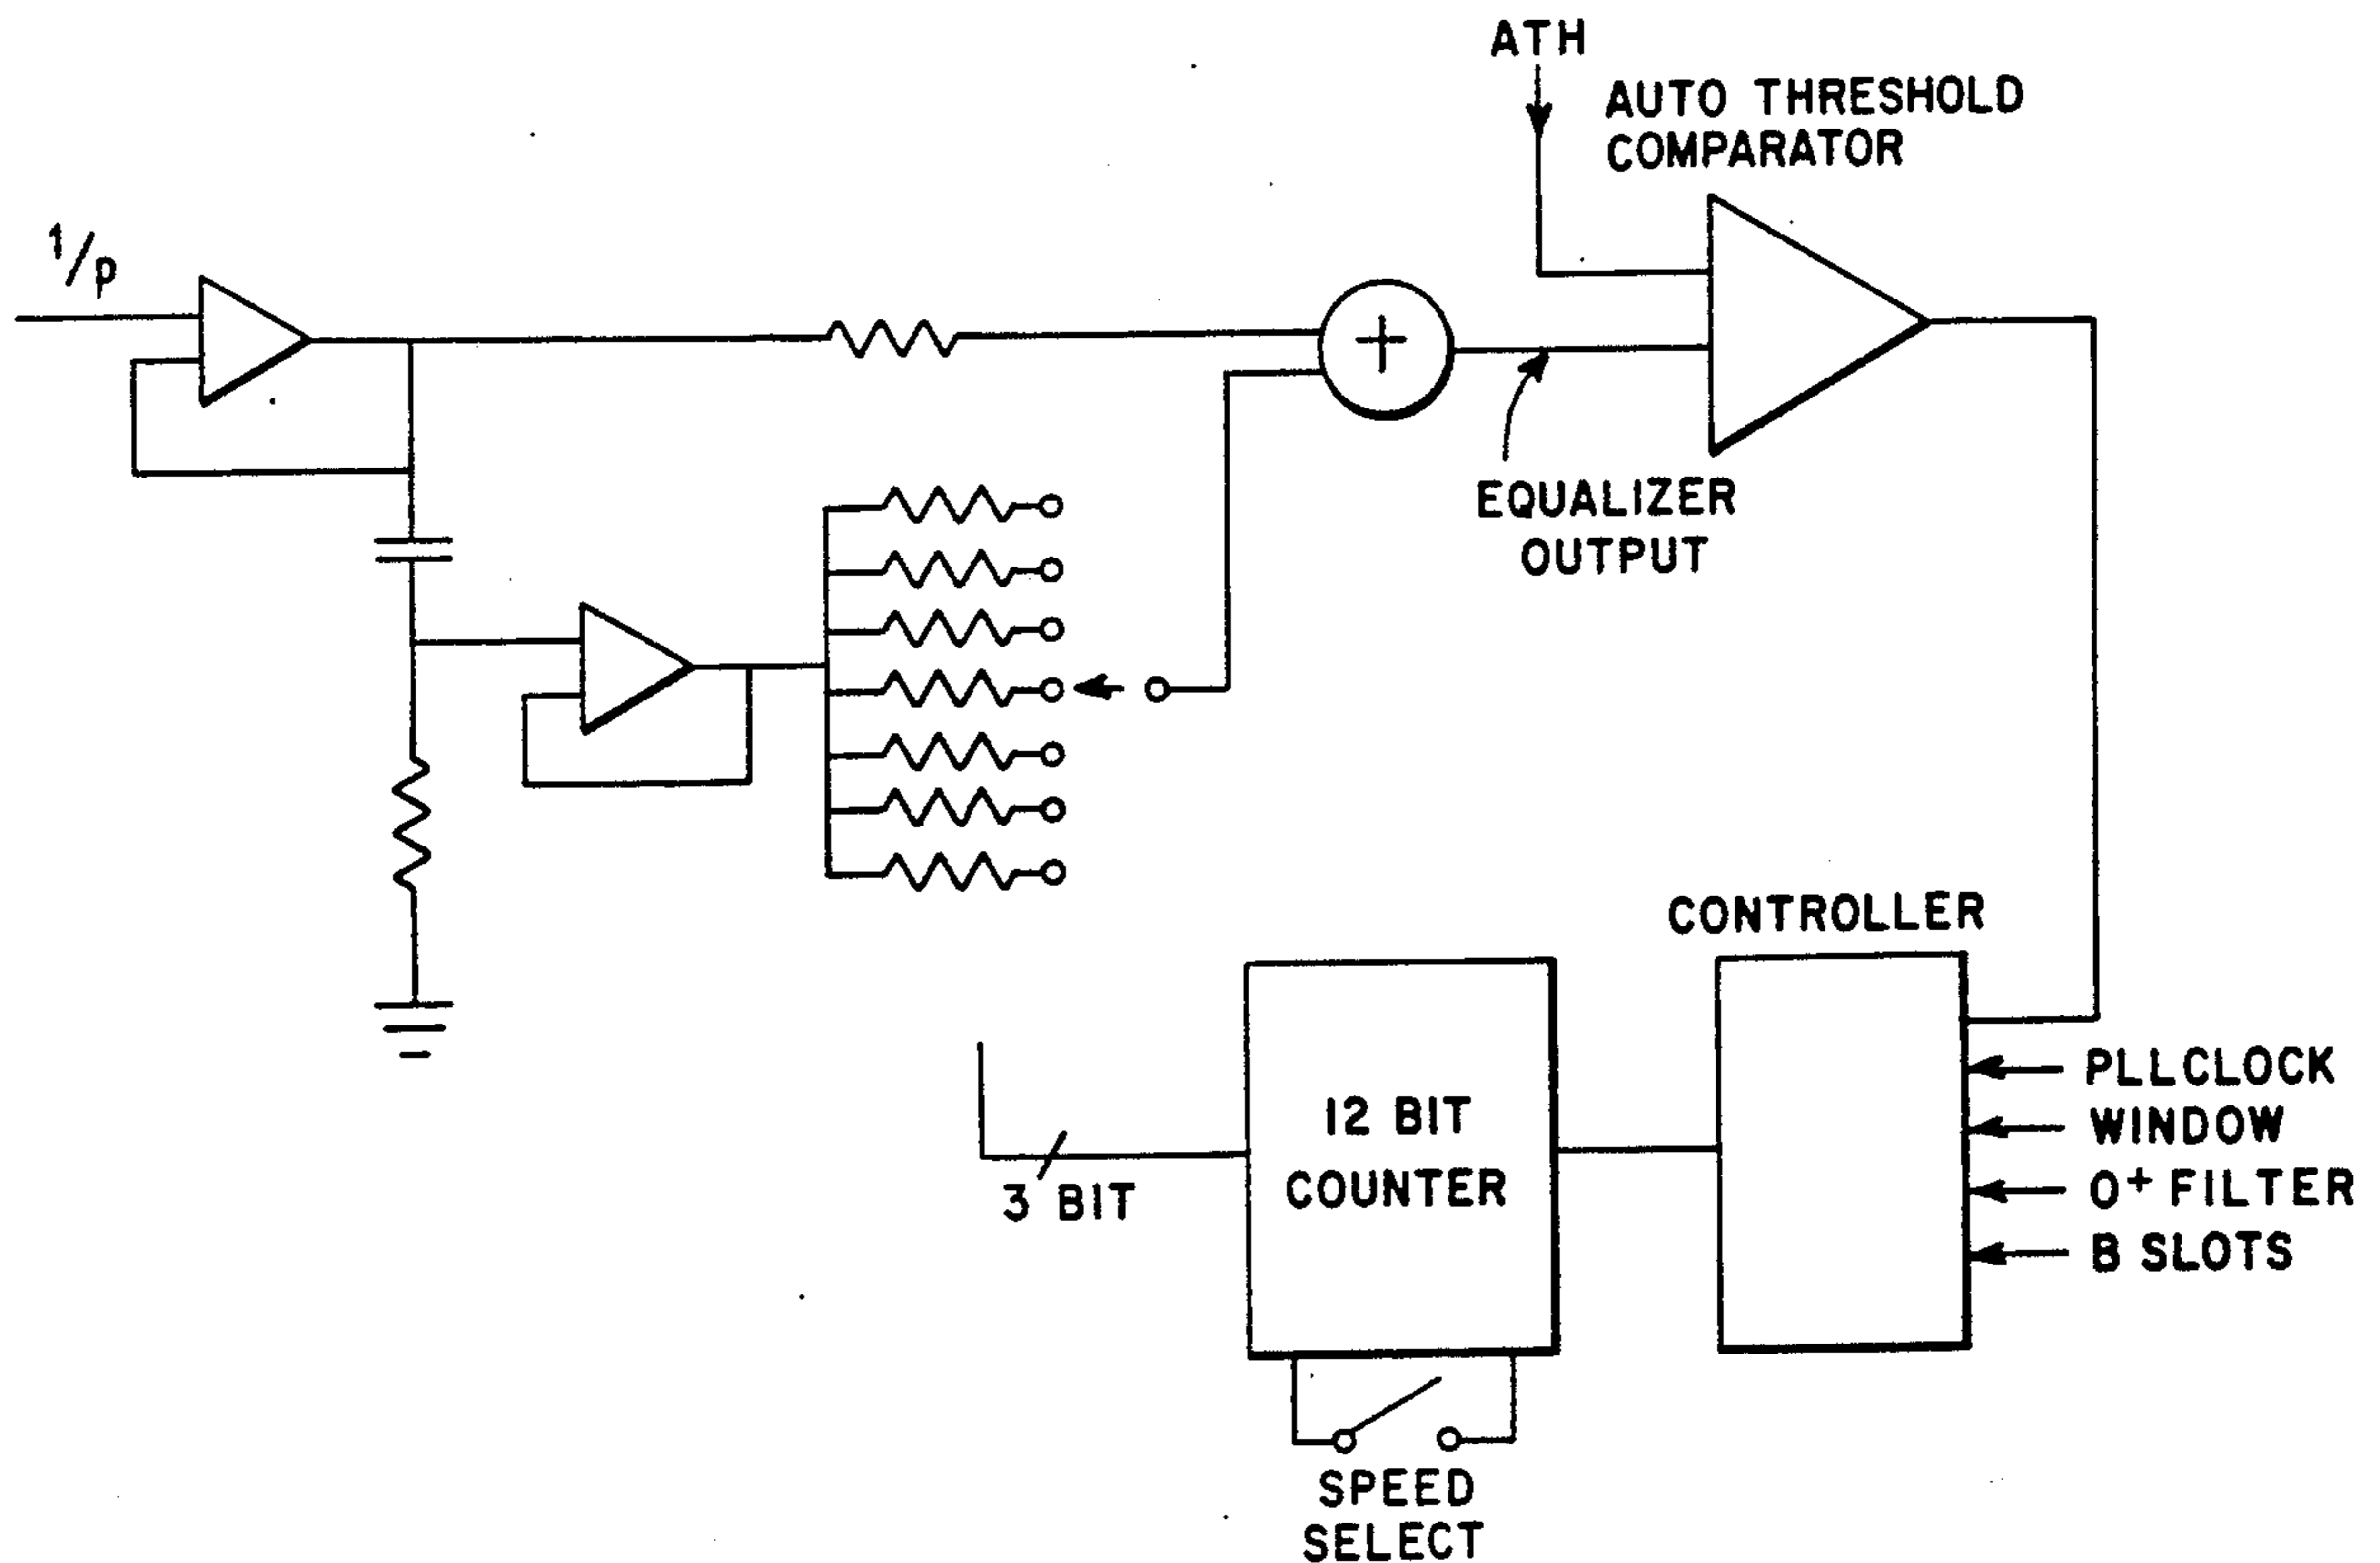 ATH
AUTO THRESHOLD
COMPARATOR
1/p
+
EQUALIZER
OUTPUT
CONTROLLER
12 BIT
COUNTER
3 BIT
PLLCLOCK
WINDOW
O+ FILTER
B SLOTS
SPEED
SELECT